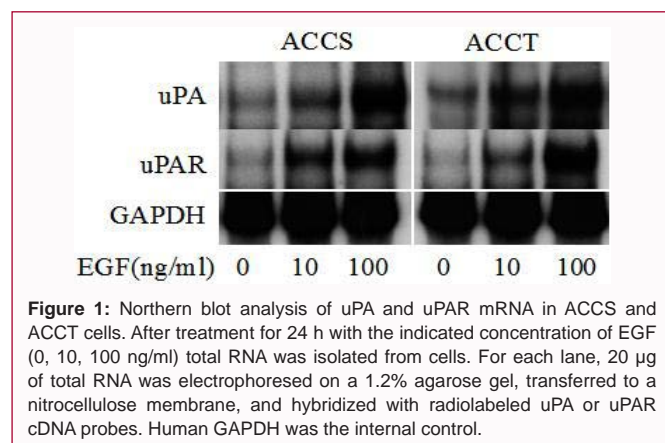 ACCS ACCT
uPA
uPAR
GAPDH
EGF(ng/ml) 0 10 100 0 10 100
Figure 1: Northern blot analysis of uPA and uPAR mRNA in ACCS and
ACCT cells. After treatment for 24 h with the indicated concentration of EGF
(0, 10, 100 ng/ml) total RNA was isolated from cells. For each lane, 20 µg
of total RNA was electrophoresed on a 1.2% agarose gel, transferred to a
nitrocellulose membrane, and hybridized with radiolabeled uPA or uPAR
cDNA probes. Human GAPDH was the internal control.